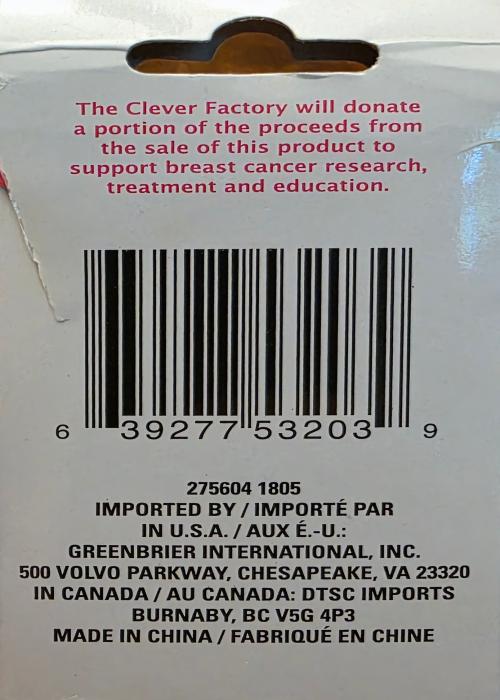 The Clever Factory will donate
a portion of the proceeds from
the sale of this product to
support breast cancer research,
treatment and education.
6 39277 53203 9
275604 1805
IMPORTED BY / IMPORTÉ PAR
IN U.S.A. / AUX É.-U.:
GREENBRIER INTERNATIONAL, INC.
500 VOLVO PARKWAY, CHESAPEAKE, VA 23320
IN CANADA / AU CANADA: DTSC IMPORTS
BURNABY, BC V5G 4P3
MADE IN CHINA / FABRIQUÉ EN CHINE